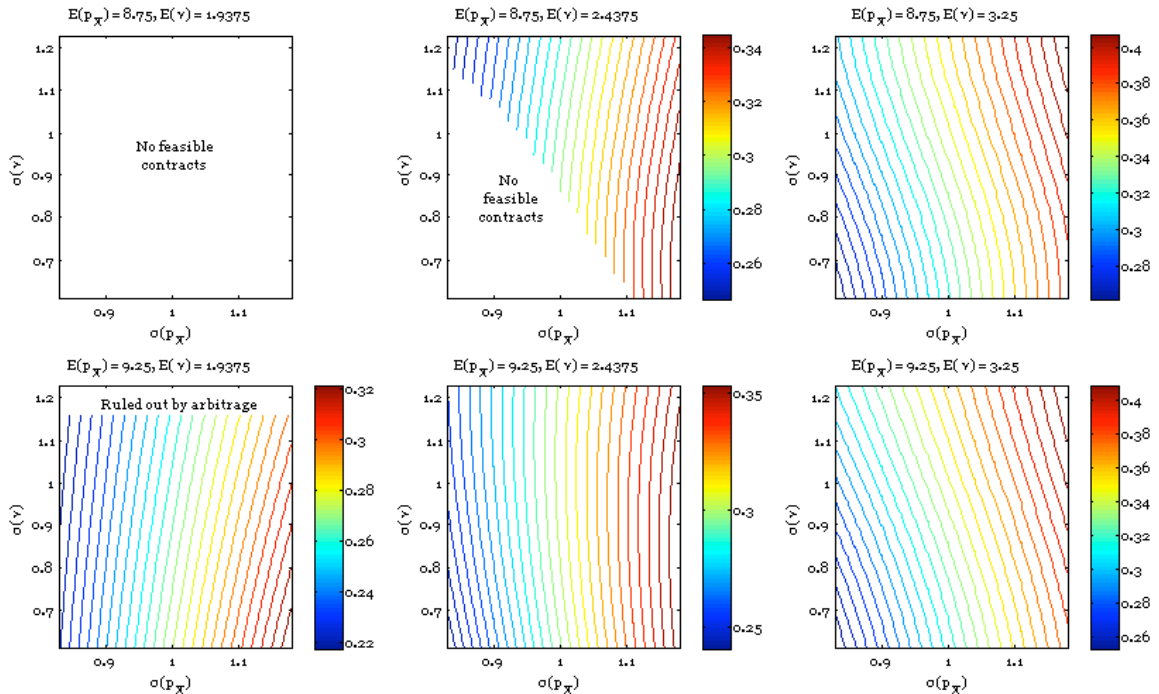 E(p_X̄) = 8.75, E(γ) = 1.9375
1.2
1.1
1
0.9
0.8
0.7
σ(γ)
No feasible
contracts
0.9 1 1.1
σ(p_X̄)
E(p_X̄) = 8.75, E(γ) = 2.4375
1.2
1.1
1
0.9
0.8
0.7
σ(γ)
No
feasible
contracts
0.9 1 1.1
σ(p_X̄)
0.34
0.32
0.3
0.28
0.26
E(p_X̄) = 8.75, E(γ) = 3.25
1.2
1.1
1
0.9
0.8
0.7
σ(γ)
0.9 1 1.1
σ(p_X̄)
0.4
0.38
0.36
0.34
0.32
0.3
0.28
E(p_X̄) = 9.25, E(γ) = 1.9375
1.2
1.1
1
0.9
0.8
0.7
σ(γ)
Ruled out by arbitrage
0.9 1 1.1
σ(p_X̄)
0.32
0.3
0.28
0.26
0.24
0.22
E(p_X̄) = 9.25, E(γ) = 2.4375
1.2
1.1
1
0.9
0.8
0.7
σ(γ)
0.9 1 1.1
σ(p_X̄)
0.35
0.3
0.25
E(p_X̄) = 9.25, E(γ) = 3.25
1.2
1.1
1
0.9
0.8
0.7
σ(γ)
0.9 1 1.1
σ(p_X̄)
0.4
0.38
0.36
0.34
0.32
0.3
0.28
0.26